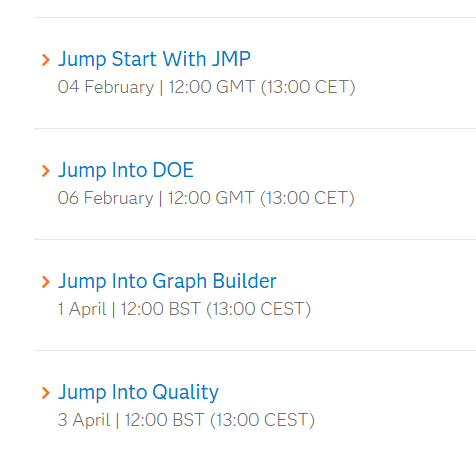 Jump Start With JMP
04 February | 12:00 GMT (13:00 CET)
Jump Into DOE
06 February | 12:00 GMT (13:00 CET)
Jump Into Graph Builder
1 April | 12:00 BST (13:00 CEST)
Jump Into Quality
3 April | 12:00 BST (13:00 CEST)